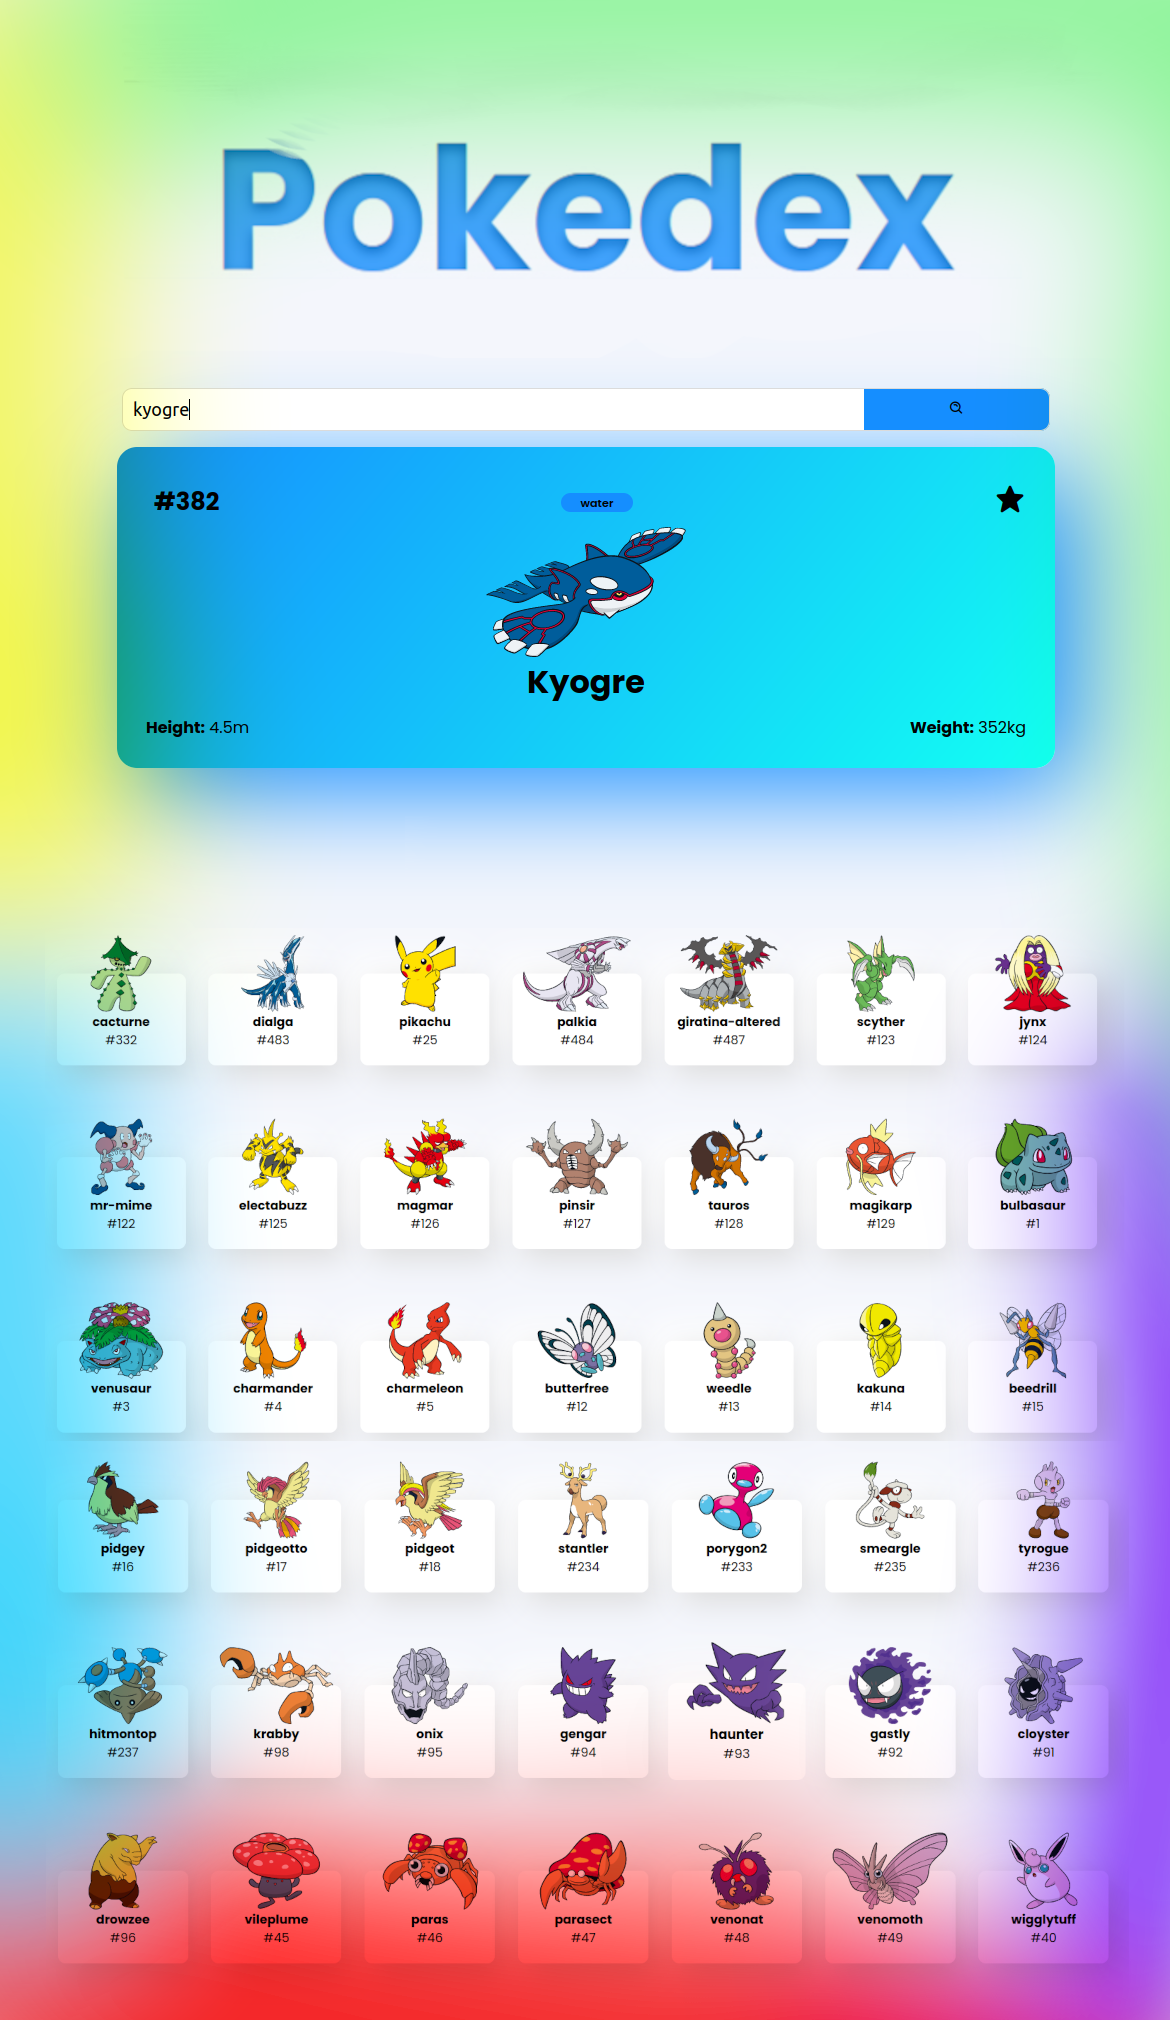 Pokedex
kyogre
#382
water
Kyogre
Height: 4.5m
Weight: 352kg
cacturne
#332
dialga
#483
pikachu
#25
palkia
#484
giratina-altered
#487
scyther
#123
jynx
#124
mr-mime
#122
electabuzz
#125
magmar
#126
pinsir
#127
tauros
#128
magikarp
#129
bulbasaur
#1
venusaur
#3
charmander
#4
charmeleon
#5
butterfree
#12
weedle
#13
kakuna
#14
beedrill
#15
pidgey
#16
pidgeotto
#17
pidgeot
#18
stantler
#234
porygon2
#233
smeargle
#235
tyrogue
#236
hitmontop
#237
krabby
#98
onix
#95
gengar
#94
haunter
#93
gastly
#92
cloyster
#91
drowzee
#96
vileplume
#45
paras
#46
parasect
#47
venonat
#48
venomoth
#49
wigglytuff
#40